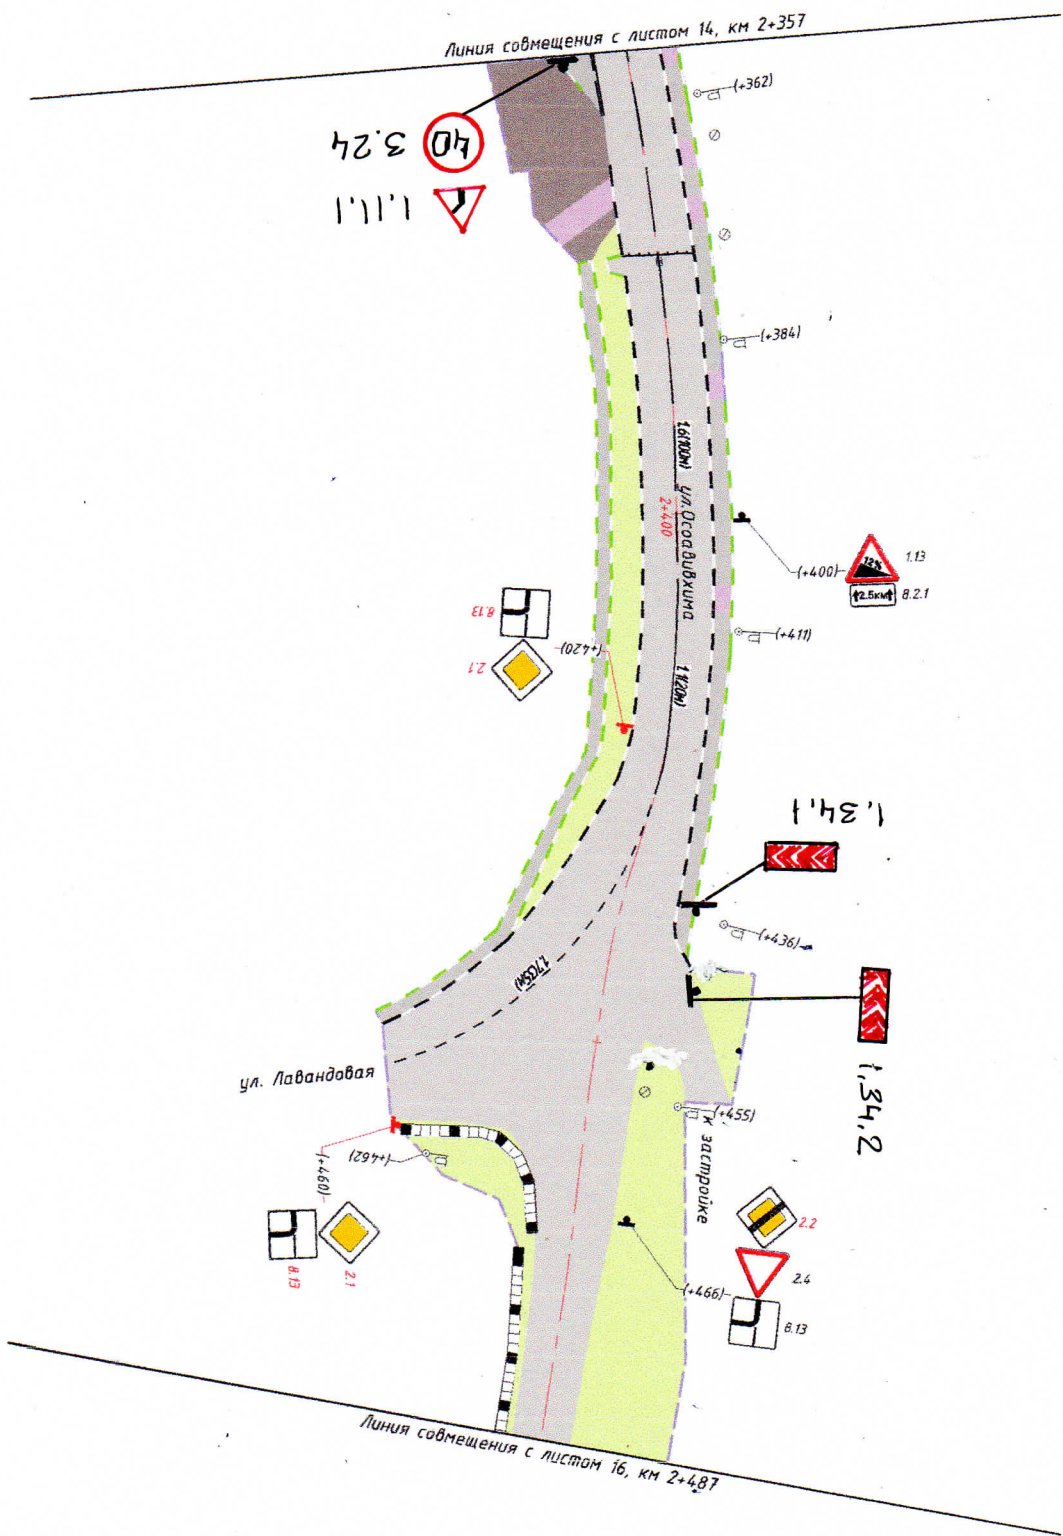 Линия совмещения с листом 14, км 2+357
(+362)
40
3.24
1.11.1
(+384)
1.6(100м)
ул.Осоавиахима
2+400
(+400)
12%
1.13
2.5км
8.2.1
(+411)
8.13
2.1
(+420)
1.1(20м)
1.34.1
(+436)
1.7(35м)
1.34.2
ул. Лавандовая
(+455)
к застройке
(+462)
(+460)
8.13
2.1
2.2
2.4
(+466)
8.13
Линия совмещения с листом 16, км 2+487